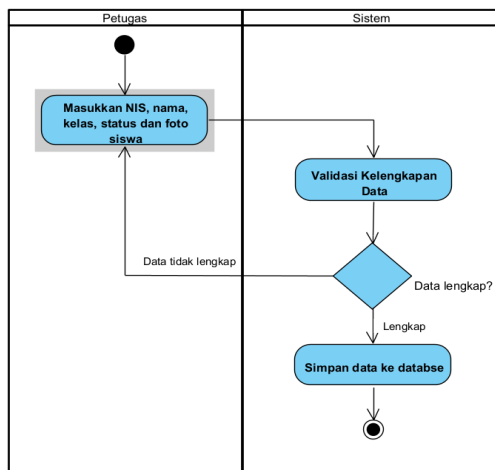 Petugas
Sistem
Masukkan NIS, nama,
kelas, status dan foto
siswa
Validasi Kelengkapan
Data
Data tidak lengkap
Data lengkap?
Lengkap
Simpan data ke databse